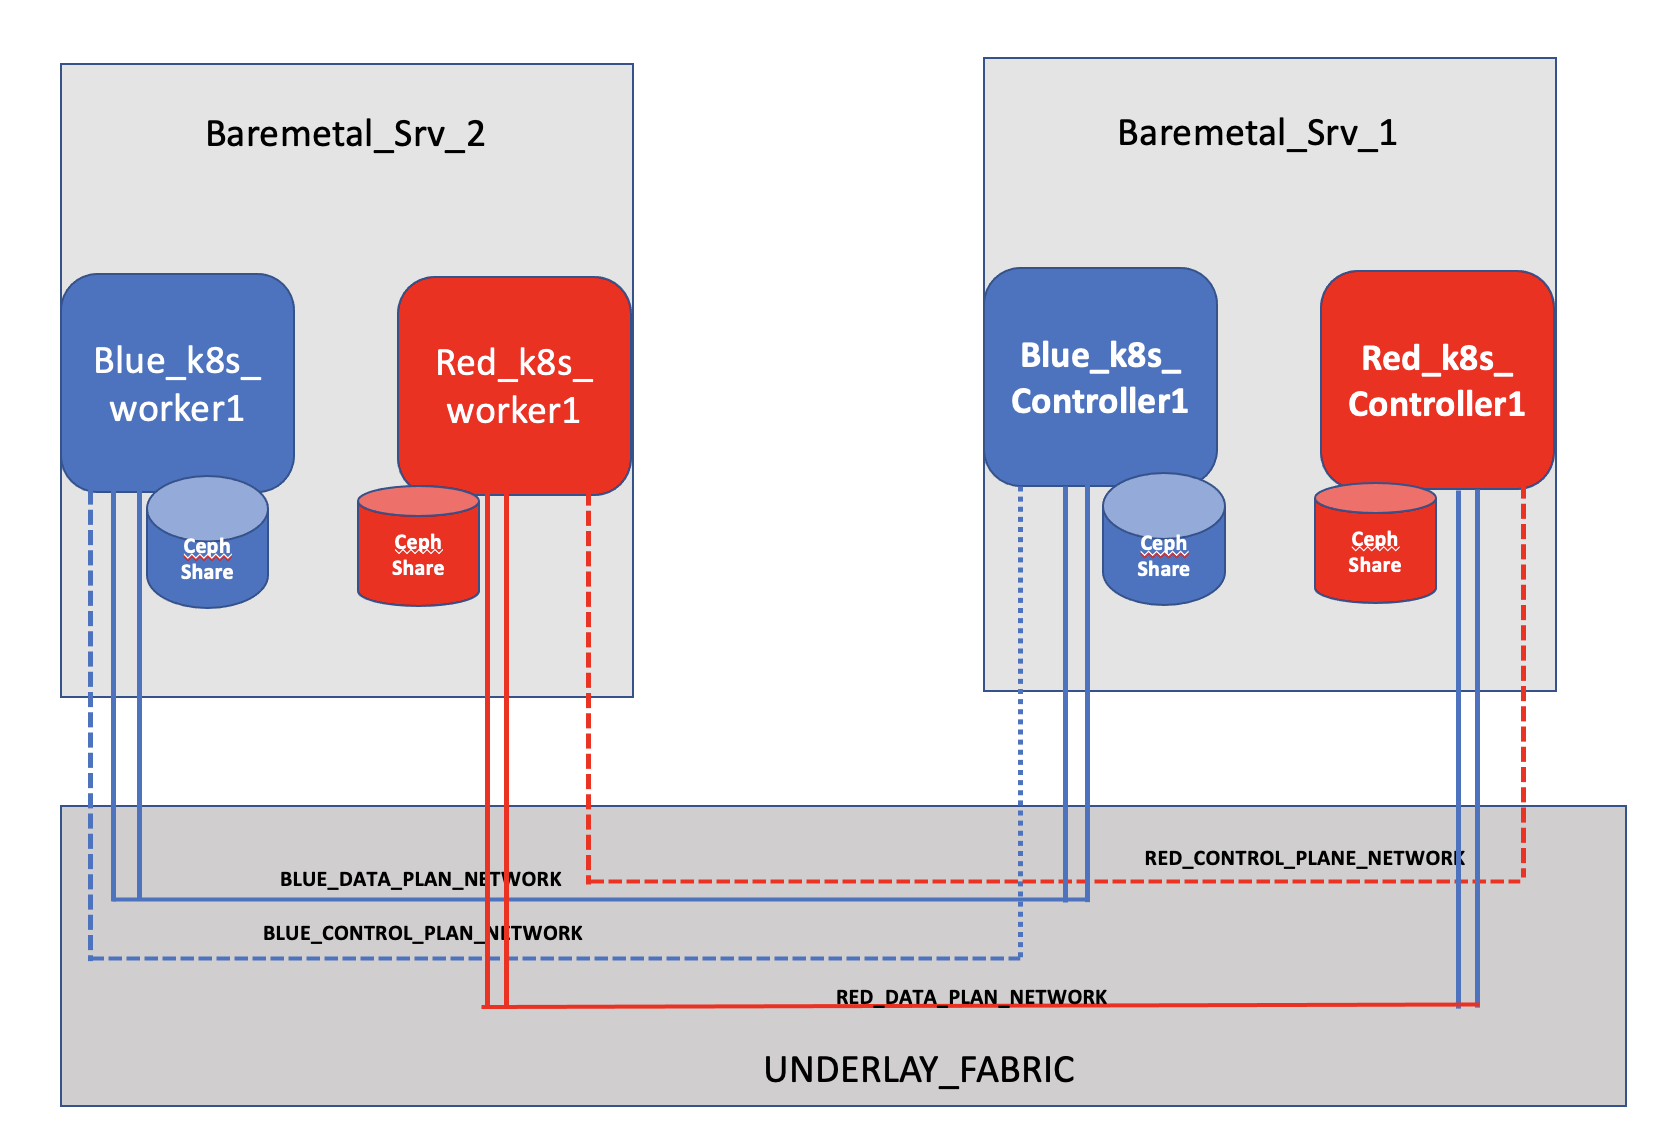 Baremetal_Srv_2
Baremetal_Srv_1
Blue_k8s_
worker1
Red_k8s_
worker1
Blue_k8s_
Controller1
Red_k8s_
Controller1
Ceph
Share
Ceph
Share
Ceph
Share
Ceph
Share
RED_CONTROL_PLANE_NETWORK
BLUE_DATA_PLAN_NETWORK
BLUE_CONTROL_PLAN_NETWORK
RED_DATA_PLAN_NETWORK
UNDERLAY_FABRIC